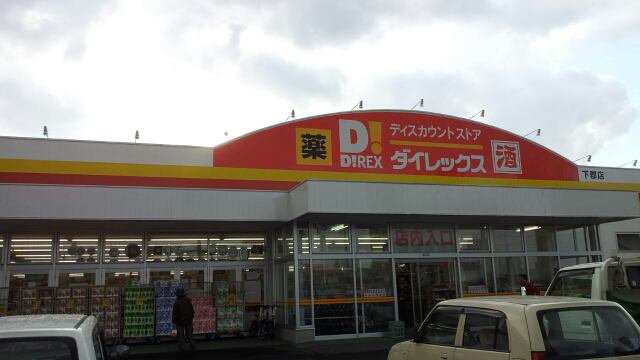 薬
D!
D!REX
ディスカウントストア
ダイレックス
酒
下郡店
店内入口